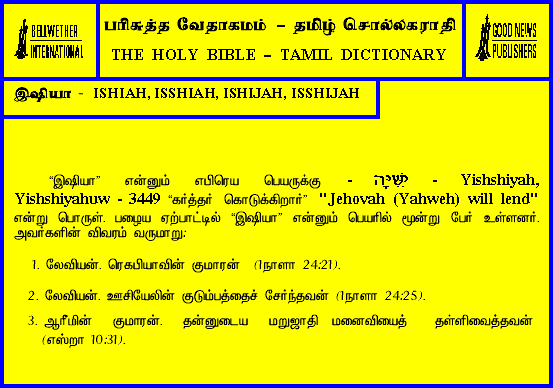 BELLWETHER
INTERNATIONAL
பரிசுத்த வேதாகமம் – தமிழ் சொல்லகராதி
THE HOLY BIBLE – TAMIL DICTIONARY
GOOD NEWS
PUBLISHERS
இஷியா - ISHIAH, ISSHIAH, ISHIJAH, ISSHIJAH
“இஷியா” என்னும் எபிரெய பெயருக்கு - יִשִּׁיָּה - Yishshiyah,
Yishshiyahuw - 3449 “கர்த்தர் கொடுக்கிறார்” "Jehovah (Yahweh) will lend"
என்று பொருள். பழைய ஏற்பாட்டில் “இஷியா” என்னும் பெயரில் மூன்று பேர் உள்ளனர்.
அவர்களின் விவரம் வருமாறு:
1. லேவியன். ரெகபியாவின் குமாரன் (1நாளா 24:21).
2. லேவியன். ஊசியேலின் குடும்பத்தைச் சேர்ந்தவன் (1நாளா 24:25).
3. ஆரீமின் குமாரன். தன்னுடைய மறுஜாதி மனைவியைத் தள்ளிவைத்தவன்
(எஸ்றா 10:31).